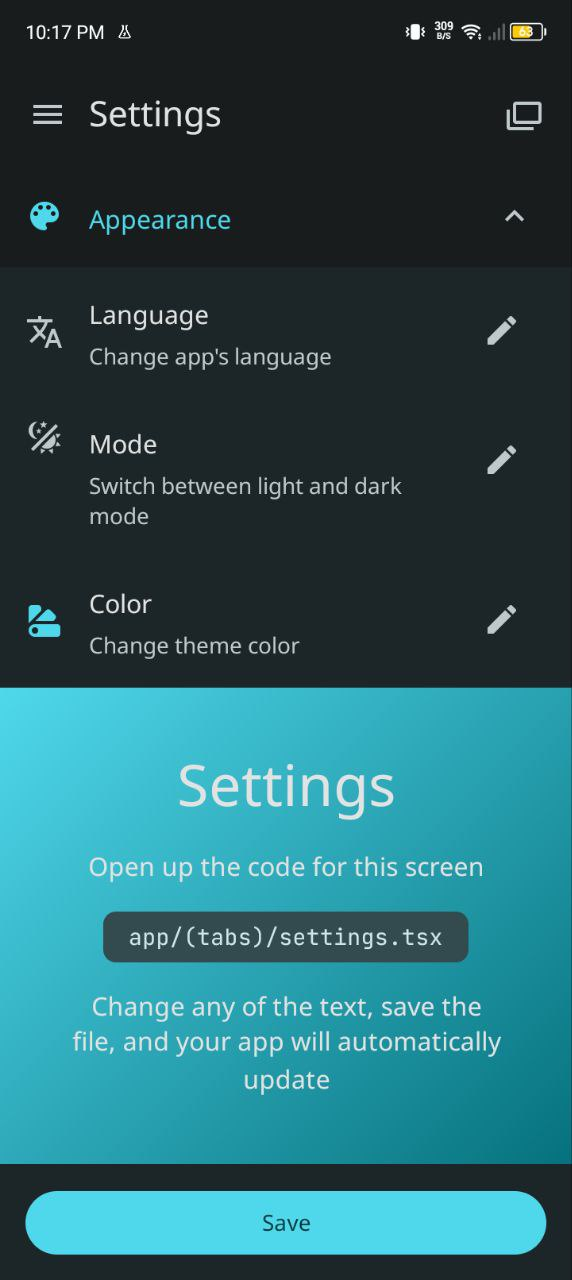 10:17 PM
309
B/S
63
Settings
Appearance
Language
Change app's language
Mode
Switch between light and dark
mode
Color
Change theme color
Settings
Open up the code for this screen
app/(tabs)/settings.tsx
Change any of the text, save the
file, and your app will automatically
update
Save